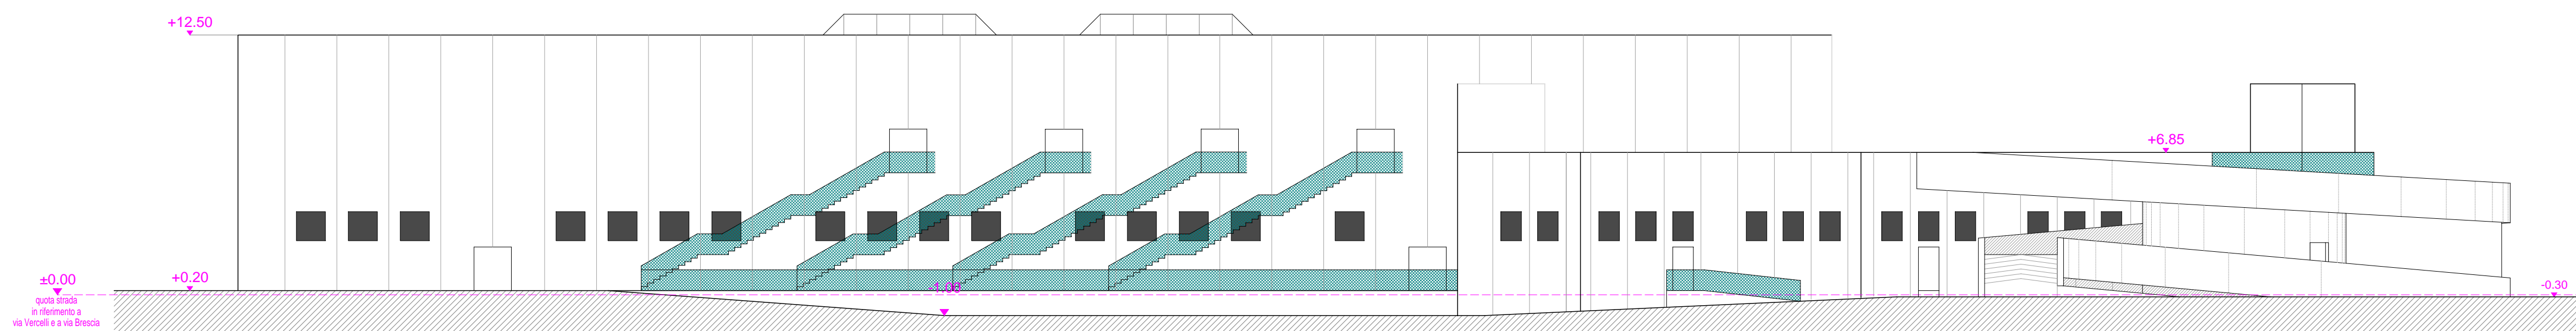 +12.50
+6.85
±0.00
+0.20
-1.00
-0.30
quota strada
in riferimento a
via Vercelli e a via Brescia